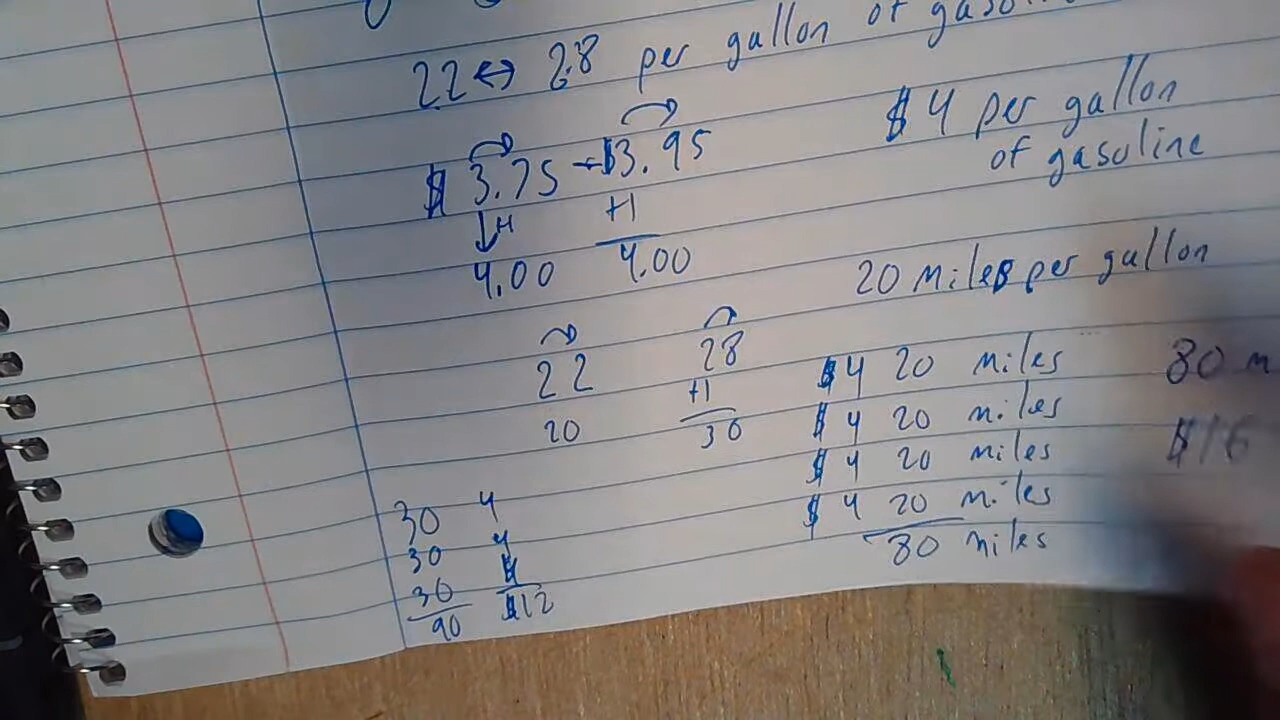 22 ↔ 28 per gallon of gasoline
$4 per gallon
of gasoline
$3.75 - $3.95
+1
4.00 4.00
20 miles per gallon
22 28
+1
20 30
$4 20 miles
$4 20 miles
$4 20 miles
$4 20 miles
80 miles
80 m
$16
30 4
30 4
30 4
90 $12